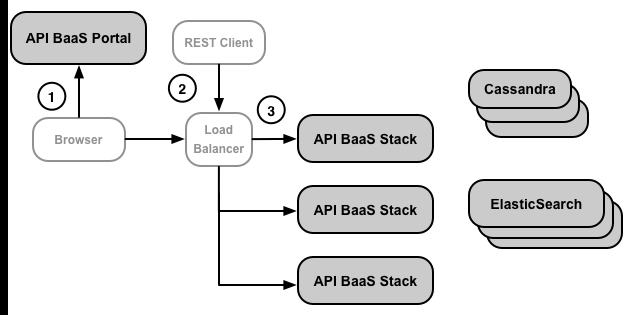 API BaaS Portal
REST Client
1
2
3
Cassandra
Browser
Load
Balancer
API BaaS Stack
API BaaS Stack
ElasticSearch
API BaaS Stack